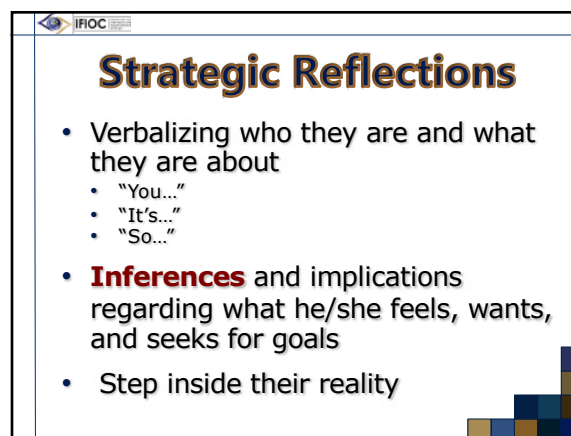 IFIOC
Strategic Reflections
• Verbalizing who they are and what
they are about
• “You…”
• “It’s…”
• “So…”
• Inferences and implications
regarding what he/she feels, wants,
and seeks for goals
• Step inside their reality